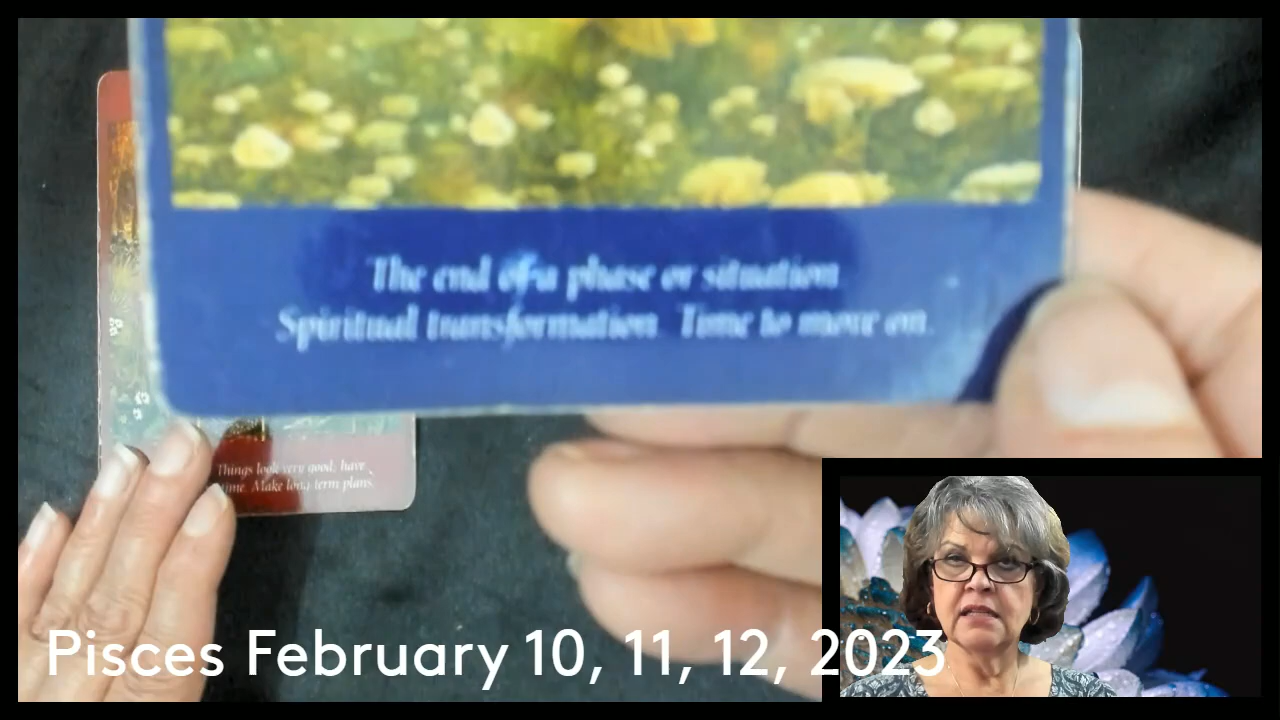 The end of a phase or situation.
Spiritual transformation. Time to move on.
Things look very good; have
time. Make long-term plans.
Pisces February 10, 11, 12, 2023